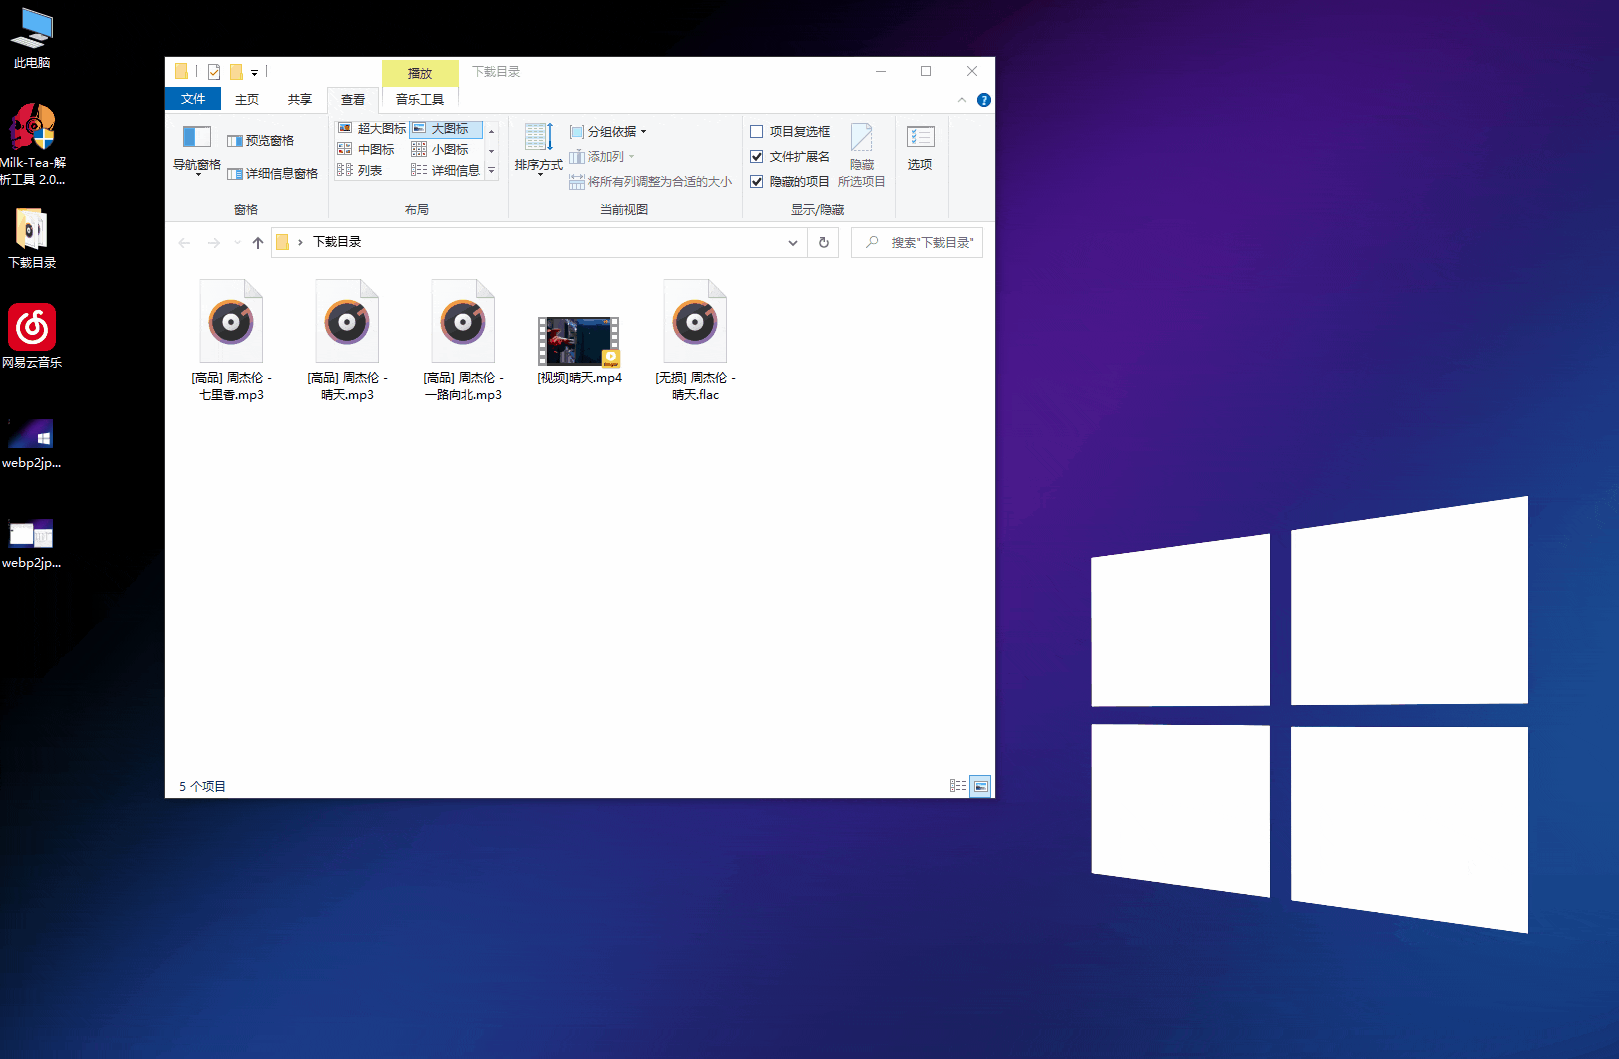 此电脑
Milk-Tea-解
析工具 2.0...
下载目录
网易云音乐
webp2jp...
webp2jp...
播放
下载目录
文件
主页
共享
查看
音乐工具
导航窗格
预览窗格
详细信息窗格
窗格
超大图标
大图标
中图标
小图标
列表
详细信息
布局
排序方式
分组依据
添加列
将所有列调整为合适的大小
当前视图
项目复选框
文件扩展名
隐藏的项目
隐藏
所选项目
显示/隐藏
选项
下载目录
搜索"下载目录"
[高品] 周杰伦 -
七里香.mp3
[高品] 周杰伦 -
晴天.mp3
[高品] 周杰伦 -
一路向北.mp3
[视频]晴天.mp4
[无损] 周杰伦 -
晴天.flac
5 个项目